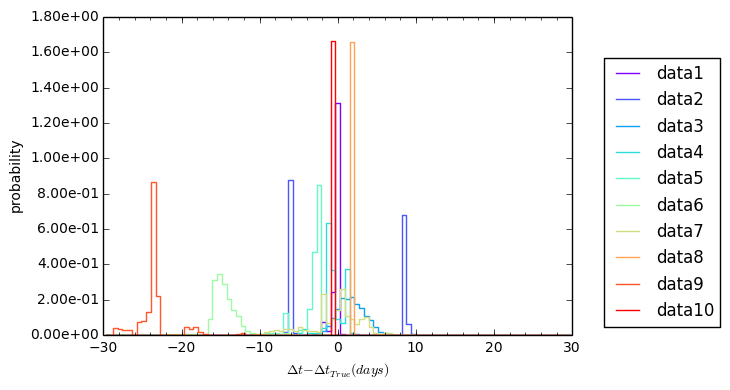 1.80e+00
1.60e+00
1.40e+00
1.20e+00
1.00e+00
8.00e-01
6.00e-01
4.00e-01
2.00e-01
0.00e+00
probability
−30
−20
−10
0
10
20
30
Δt−Δt_{True}(days)
data1
data2
data3
data4
data5
data6
data7
data8
data9
data10